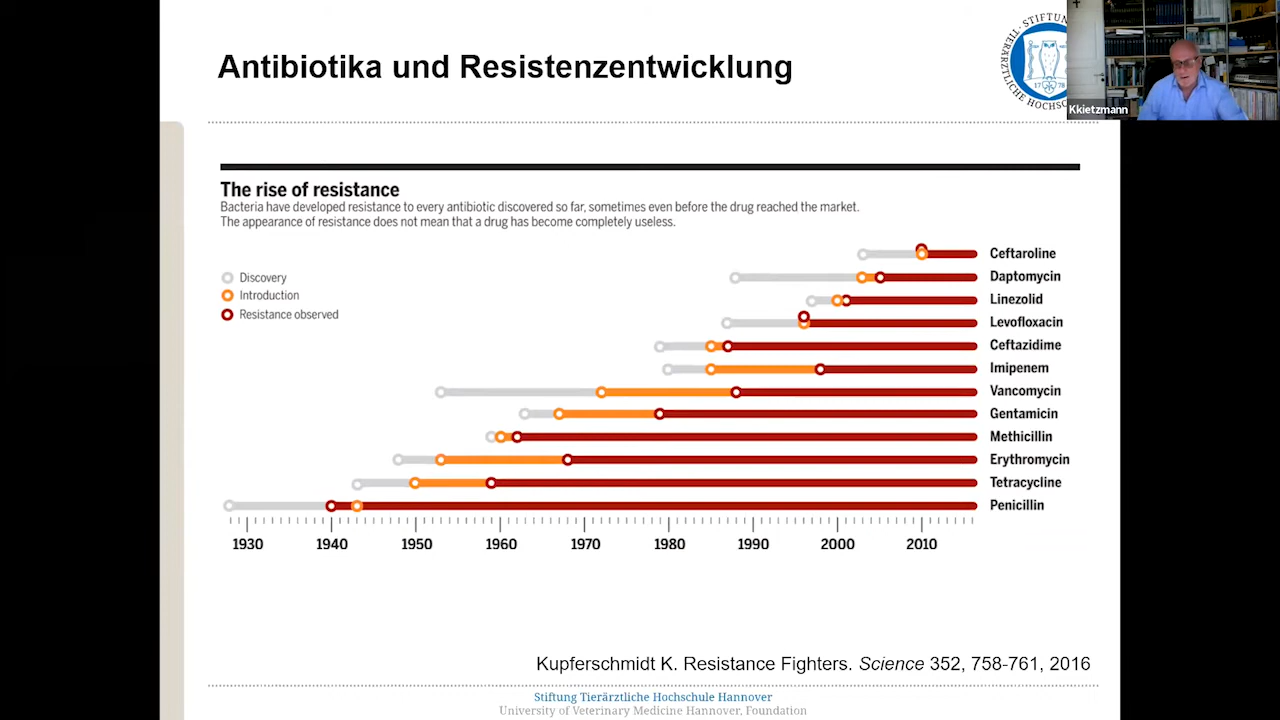 Antibiotika und Resistenzentwicklung
STIFTUN
TIERÄRZTLICHE HOCHSC
1778
Kkietzmann
The rise of resistance
Bacteria have developed resistance to every antibiotic discovered so far, sometimes even before the drug reached the market.
The appearance of resistance does not mean that a drug has become completely useless.
Discovery
Introduction
Resistance observed
Ceftaroline
Daptomycin
Linezolid
Levofloxacin
Ceftazidime
Imipenem
Vancomycin
Gentamicin
Methicillin
Erythromycin
Tetracycline
Penicillin
1930 1940 1950 1960 1970 1980 1990 2000 2010
Kupferschmidt K. Resistance Fighters. Science 352, 758-761, 2016
Stiftung Tierärztliche Hochschule Hannover
University of Veterinary Medicine Hannover, Foundation